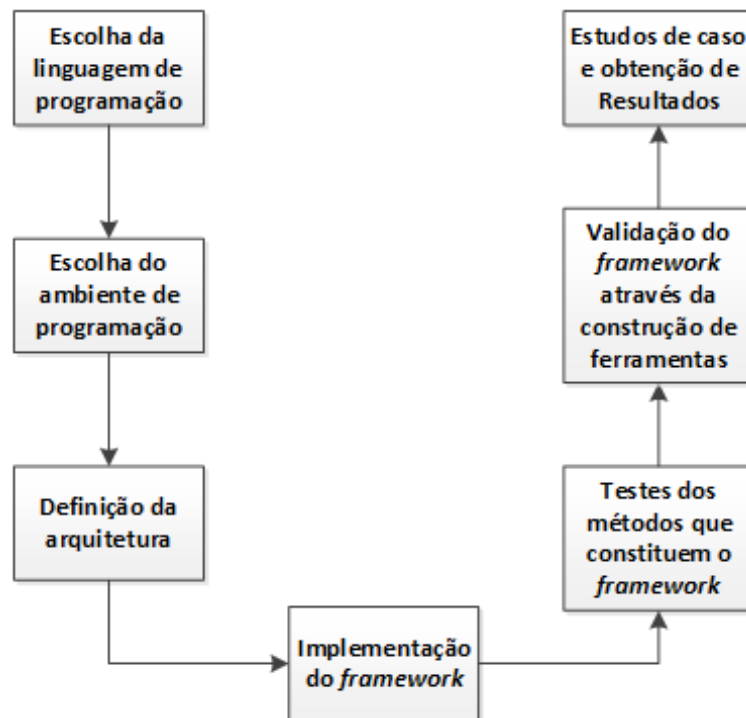 Escolha da
linguagem de
programação
Escolha do
ambiente de
programação
Definição da
arquitetura
Implementação
do framework
Testes dos
métodos que
constituem o
framework
Validação do
framework
através da
construção de
ferramentas
Estudos de caso
e obtenção de
Resultados